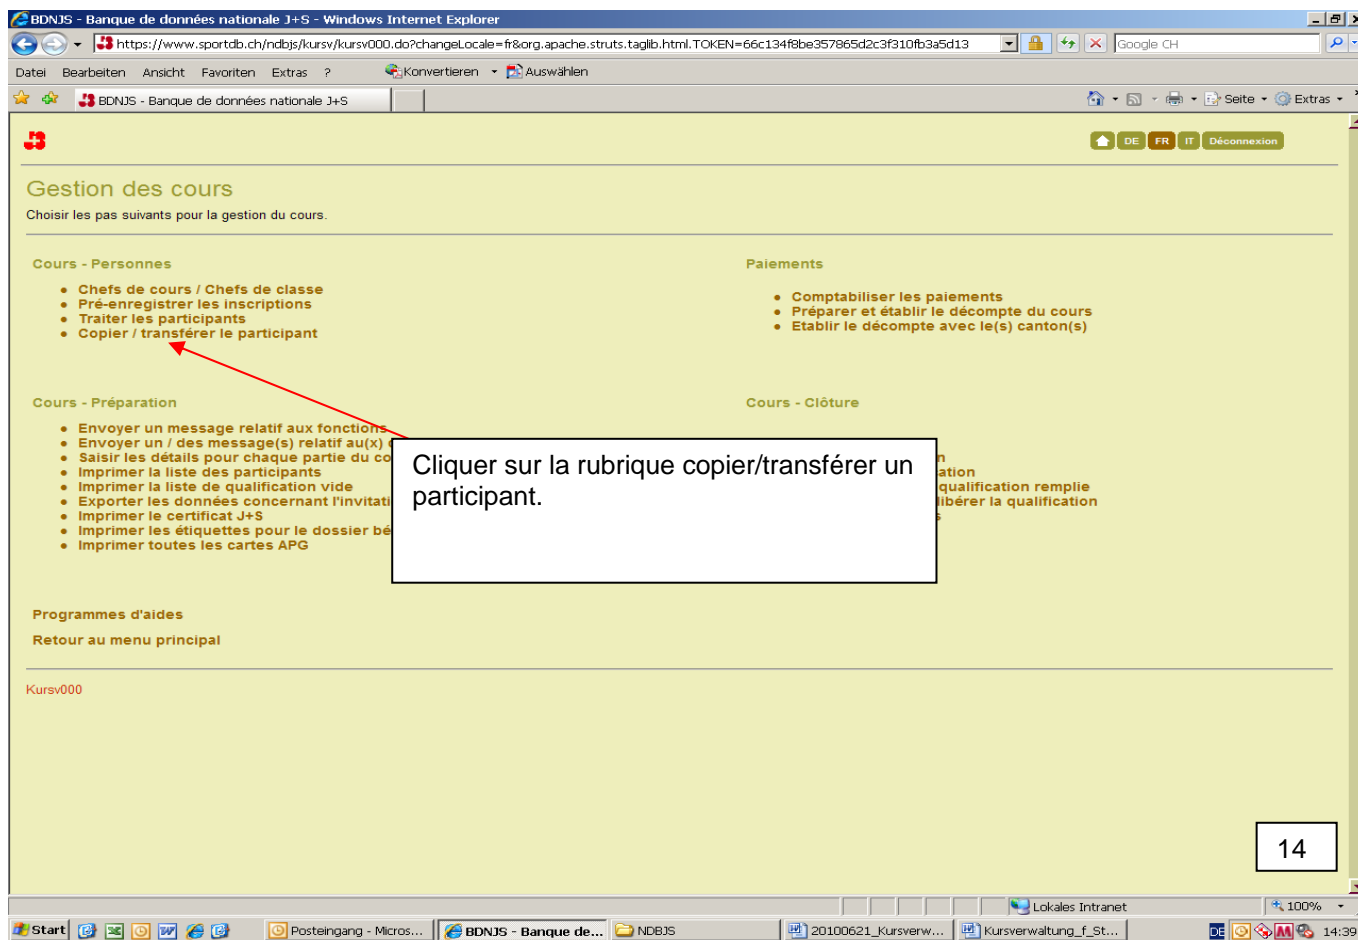 BDNJS - Banque de données nationale J+S - Windows Internet Explorer
https://www.sportdb.ch/ndbjs/kursv/kursv000.do?changeLocale=fr&org.apache.struts.taglib.html.TOKEN=66c134f8be357865d2c3f310fb3a5d13
Google CH
Datei Bearbeiten Ansicht Favoriten Extras ? Konvertieren Auswählen
BDNJS - Banque de données nationale J+S
Seite Extras
DE FR IT Déconnexion
Gestion des cours
Choisir les pas suivants pour la gestion du cours.
Cours - Personnes
Chefs de cours / Chefs de classe
Pré-enregistrer les inscriptions
Traiter les participants
Copier / transférer le participant
Paiements
Comptabiliser les paiements
Préparer et établir le décompte du cours
Etablir le décompte avec le(s) canton(s)
Cours - Préparation
Envoyer un message relatif aux fonctions
Envoyer un / des message(s) relatif au(x)
Saisir les détails pour chaque partie du co
Imprimer la liste des participants
Imprimer la liste de qualification vide
Exporter les données concernant l'invitati
Imprimer le certificat J+S
Imprimer les étiquettes pour le dossier bé
Imprimer toutes les cartes APG
Cours - Clôture
n
ation
qualification remplie
libérer la qualification
s
Cliquer sur la rubrique copier/transférer un
participant.
Programmes d'aides
Retour au menu principal
Kursv000
14
Lokales Intranet 100%
Start Posteingang - Micros... BDNJS - Banque de... NDBJS 20100621_Kursverw... Kursverwaltung_f_St... DE 14:39